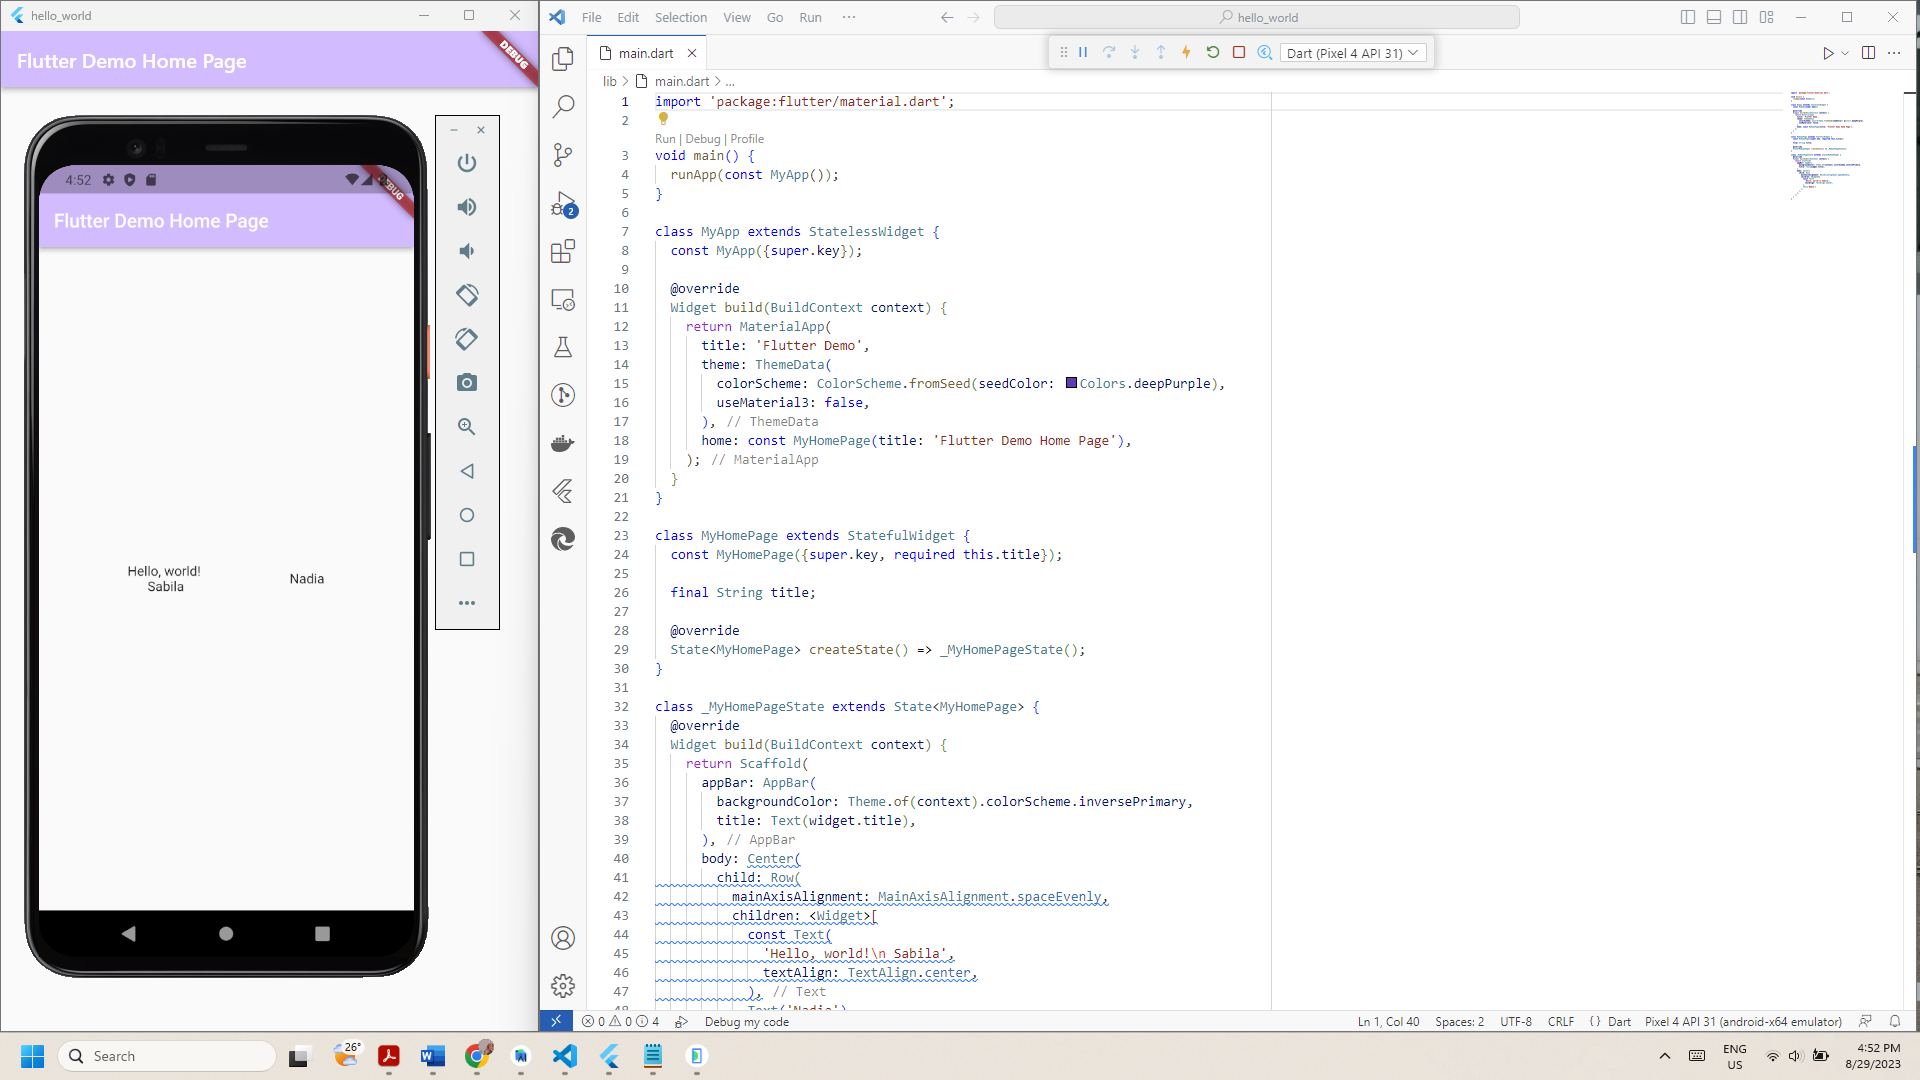 hello_world
Flutter Demo Home Page
DEBUG
4:52
DEBUG
Flutter Demo Home Page
Hello, world!
Sabila
Nadia
File Edit Selection View Go Run ···
hello_world
main.dart
Dart (Pixel 4 API 31)
lib > main.dart > ...
2
1 import 'package:flutter/material.dart';
2
Run | Debug | Profile
3 void main() {
4 runApp(const MyApp());
5 }
6
7 class MyApp extends StatelessWidget {
8 const MyApp({super.key});
9
10 @override
11 Widget build(BuildContext context) {
12 return MaterialApp(
13 title: 'Flutter Demo',
14 theme: ThemeData(
15 colorScheme: ColorScheme.fromSeed(seedColor: Colors.deepPurple),
16 useMaterial3: false,
17 ), // ThemeData
18 home: const MyHomePage(title: 'Flutter Demo Home Page'),
19 ); // MaterialApp
20 }
21 }
22
23 class MyHomePage extends StatefulWidget {
24 const MyHomePage({super.key, required this.title});
25
26 final String title;
27
28 @override
29 State<MyHomePage> createState() => _MyHomePageState();
30 }
31
32 class _MyHomePageState extends State<MyHomePage> {
33 @override
34 Widget build(BuildContext context) {
35 return Scaffold(
36 appBar: AppBar(
37 backgroundColor: Theme.of(context).colorScheme.inversePrimary,
38 title: Text(widget.title),
39 ), // AppBar
40 body: Center(
41 child: Row(
42 mainAxisAlignment: MainAxisAlignment.spaceEvenly,
43 children: <Widget>[
44 const Text(
45 'Hello, world!\n Sabila',
46 textAlign: TextAlign.center,
47 ), // Text
48 Text('Nadia')
0 0 4 Debug my code
Ln 1, Col 40 Spaces: 2 UTF-8 CRLF {} Dart Pixel 4 API 31 (android-x64 emulator)
Search
26°
ENG
US
4:52 PM
8/29/2023